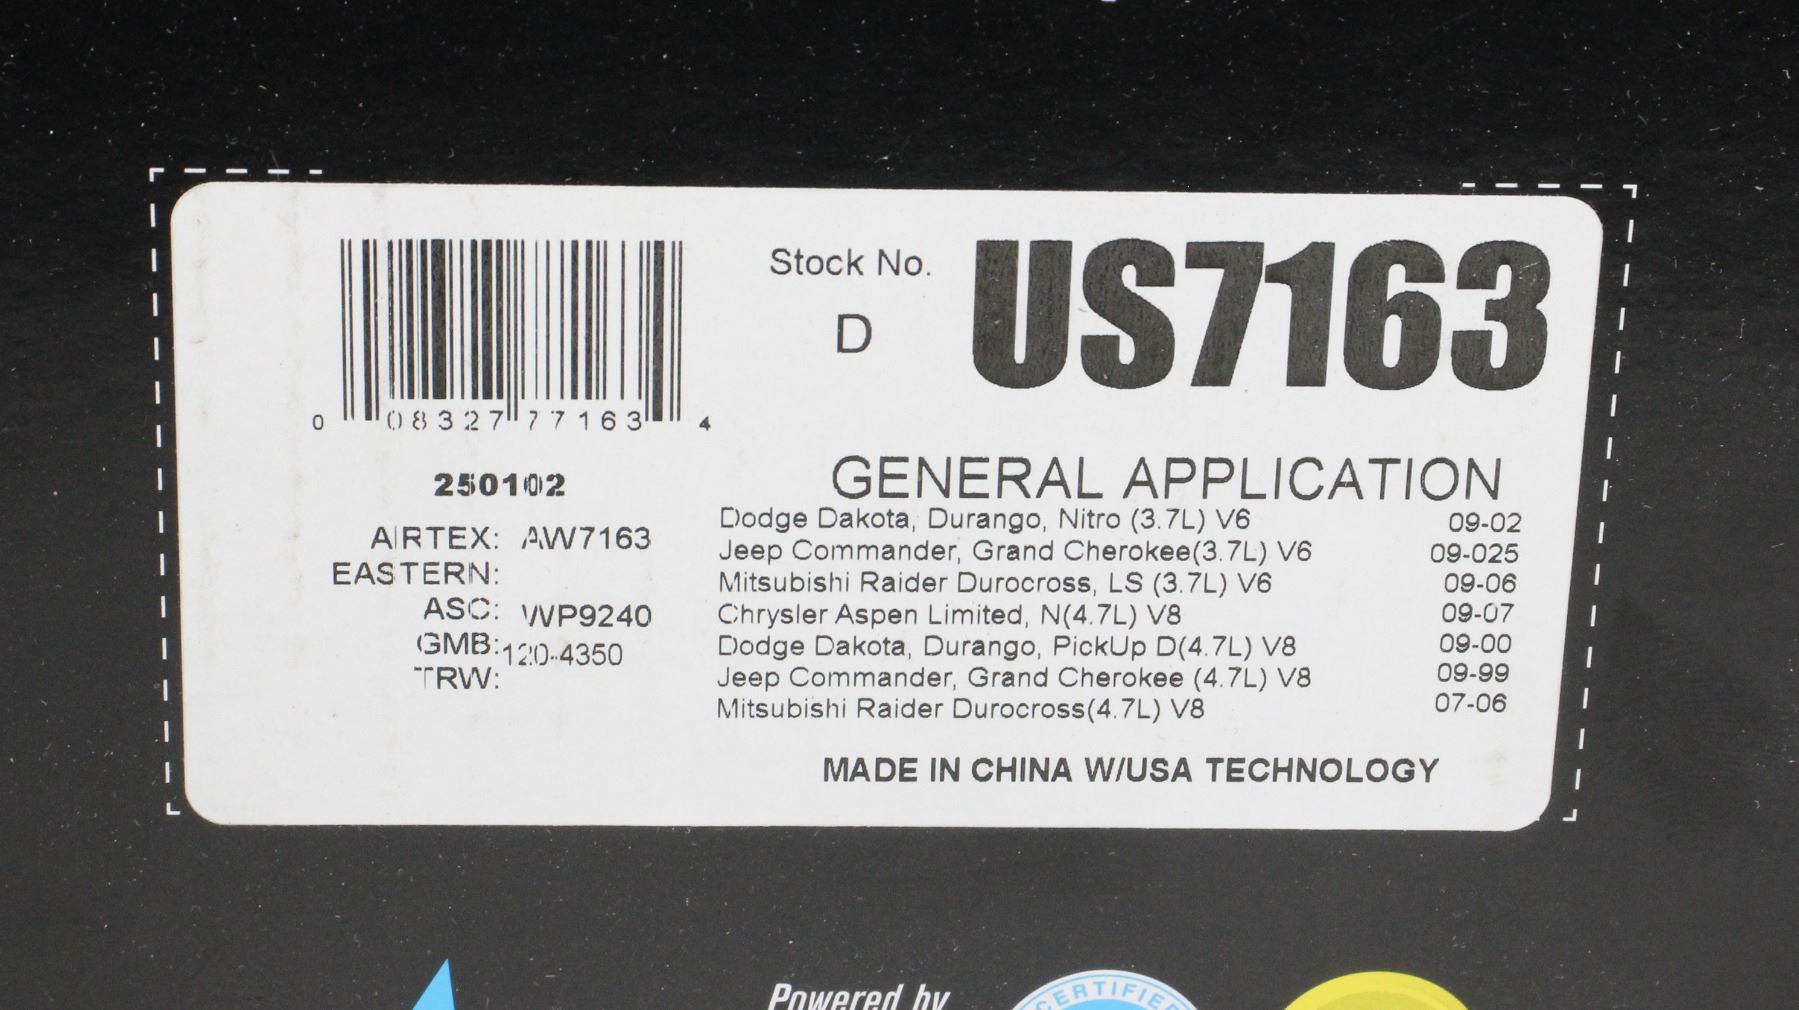 Stock No. US7163
D
0 08327 77163 4
250102
AIRTEX: AW7163
EASTERN:
ASC: WP9240
GMB: 120-4350
TRW:
GENERAL APPLICATION
Dodge Dakota, Durango, Nitro (3.7L) V6 09-02
Jeep Commander, Grand Cherokee(3.7L) V6 09-025
Mitsubishi Raider Durocross, LS (3.7L) V6 09-06
Chrysler Aspen Limited, N(4.7L) V8 09-07
Dodge Dakota, Durango, PickUp D(4.7L) V8 09-00
Jeep Commander, Grand Cherokee (4.7L) V8 09-99
Mitsubishi Raider Durocross(4.7L) V8 07-06
MADE IN CHINA W/USA TECHNOLOGY
Powered by
CERTIFIED